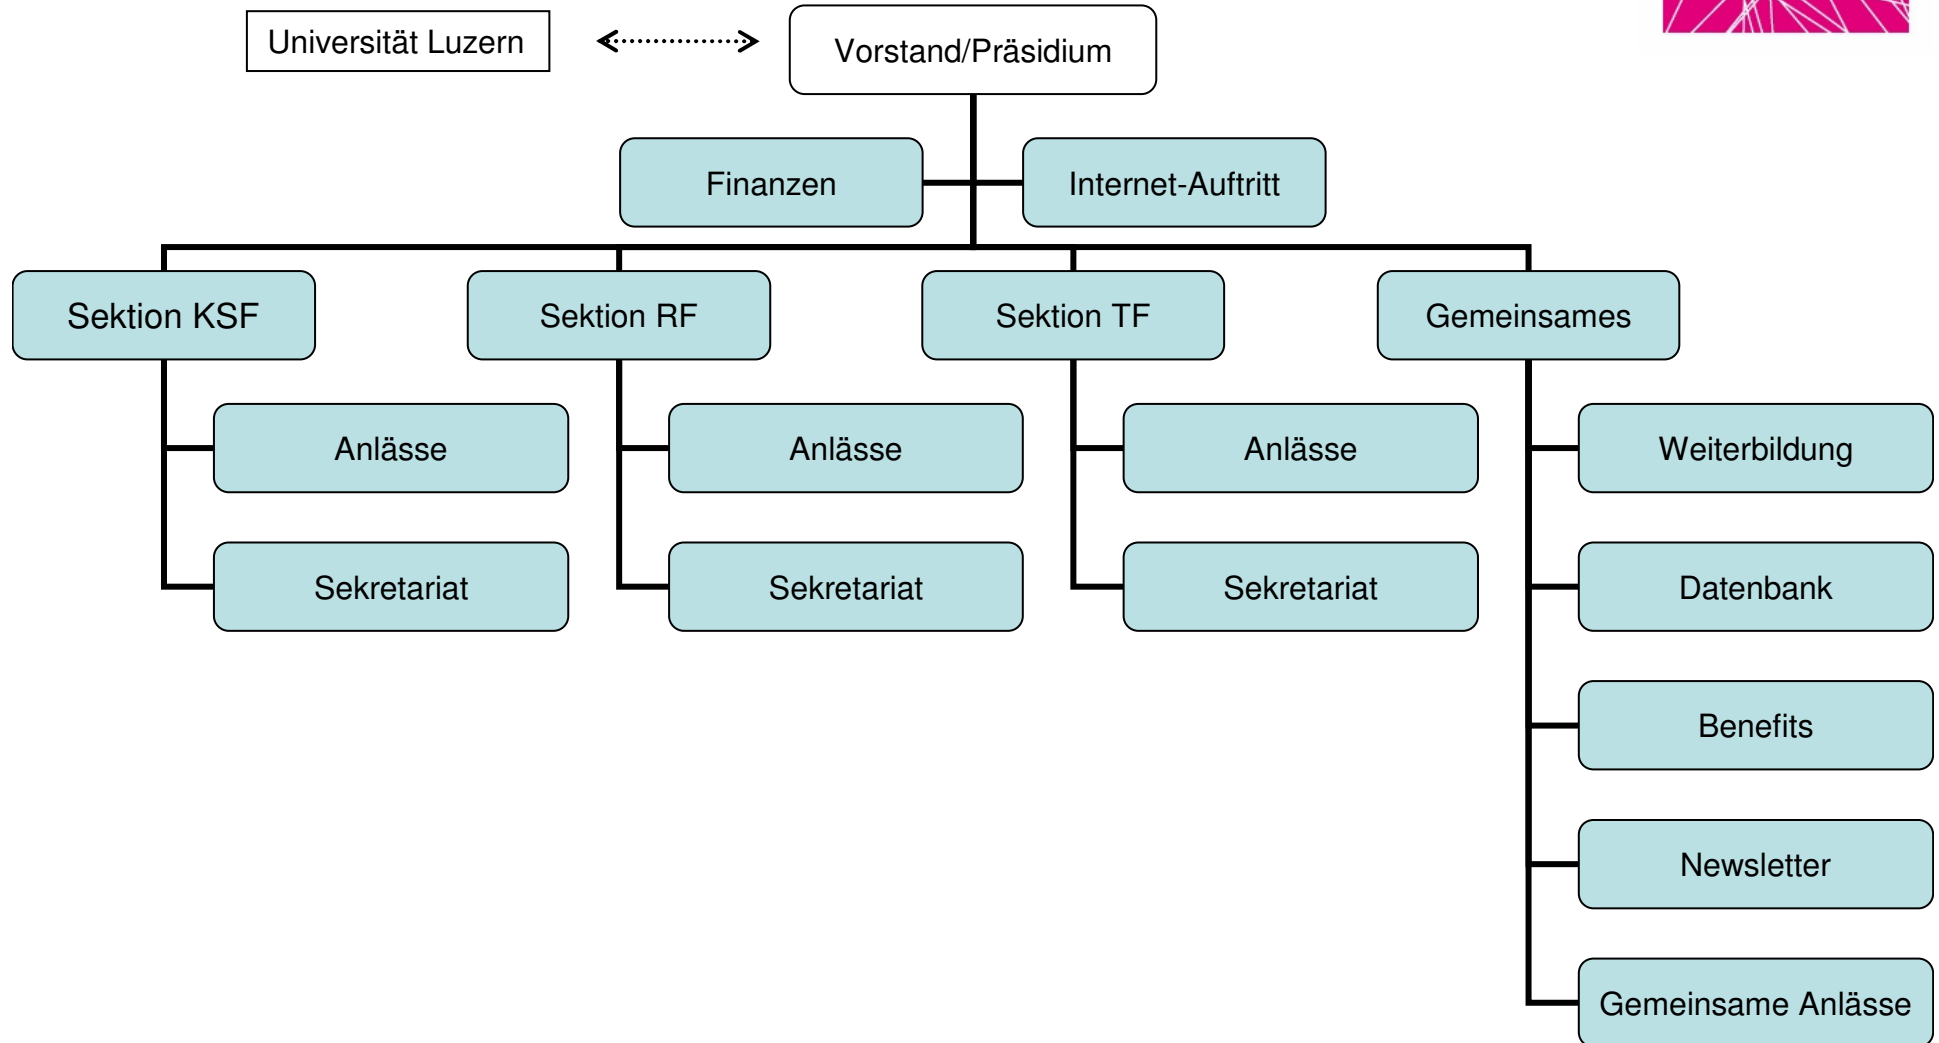 Universität Luzern
Vorstand/Präsidium
Finanzen
Internet-Auftritt
Sektion KSF
Sektion RF
Sektion TF
Gemeinsames
Anlässe
Anlässe
Anlässe
Weiterbildung
Sekretariat
Sekretariat
Sekretariat
Datenbank
Benefits
Newsletter
Gemeinsame Anlässe